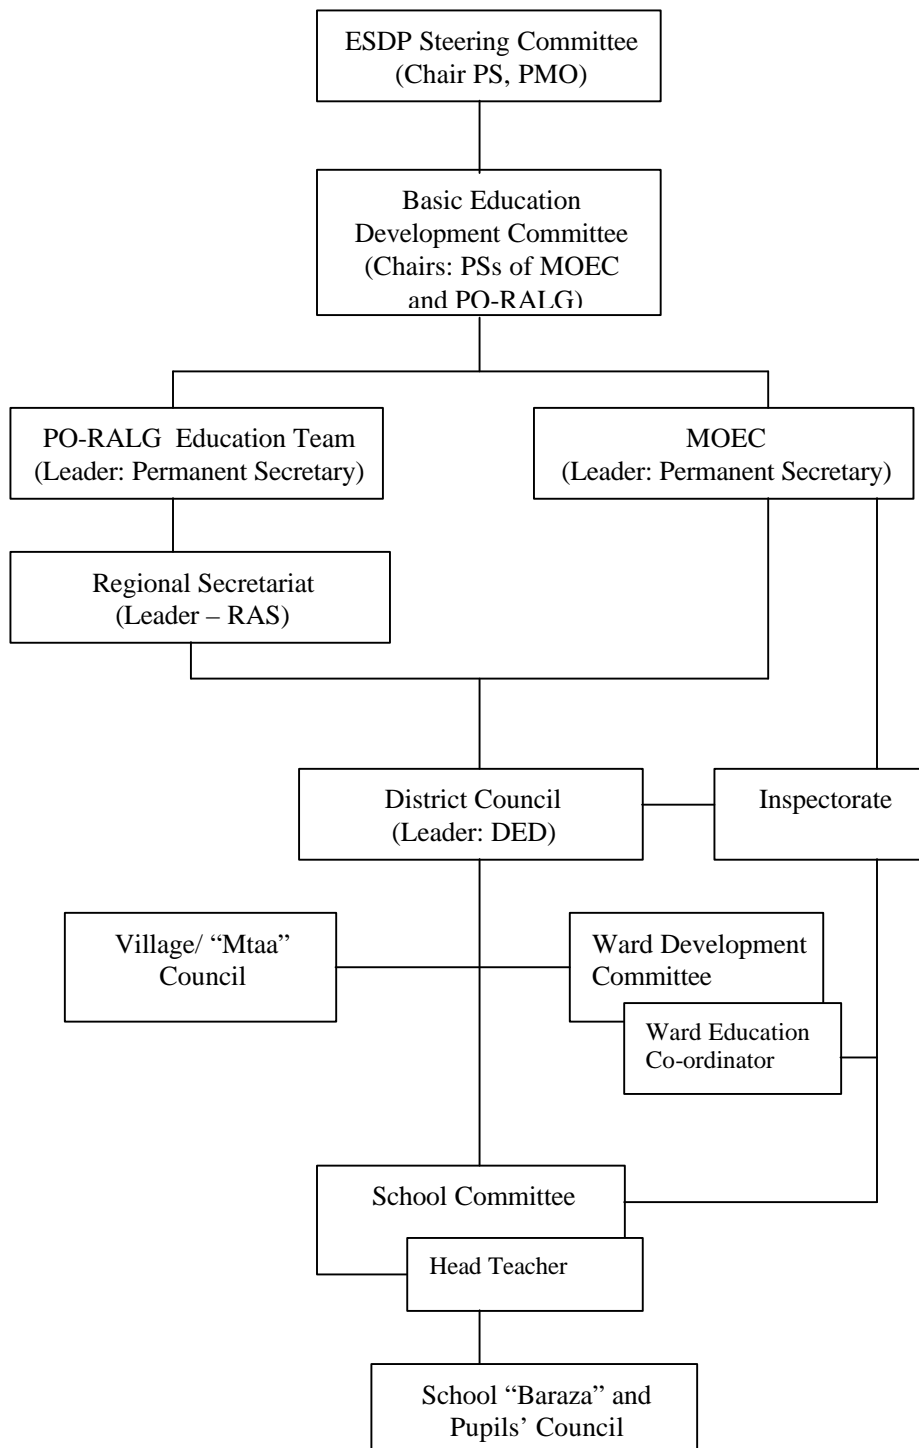 ESDP Steering Committee
(Chair PS, PMO)
Basic Education
Development Committee
(Chairs: PSs of MOEC
and PO-RALG)
PO-RALG Education Team
(Leader: Permanent Secretary)
MOEC
(Leader: Permanent Secretary)
Regional Secretariat
(Leader – RAS)
District Council
(Leader: DED)
Inspectorate
Village/ “Mtaa”
Council
Ward Development
Committee
Ward Education
Co-ordinator
School Committee
Head Teacher
School “Baraza” and
Pupils’ Council